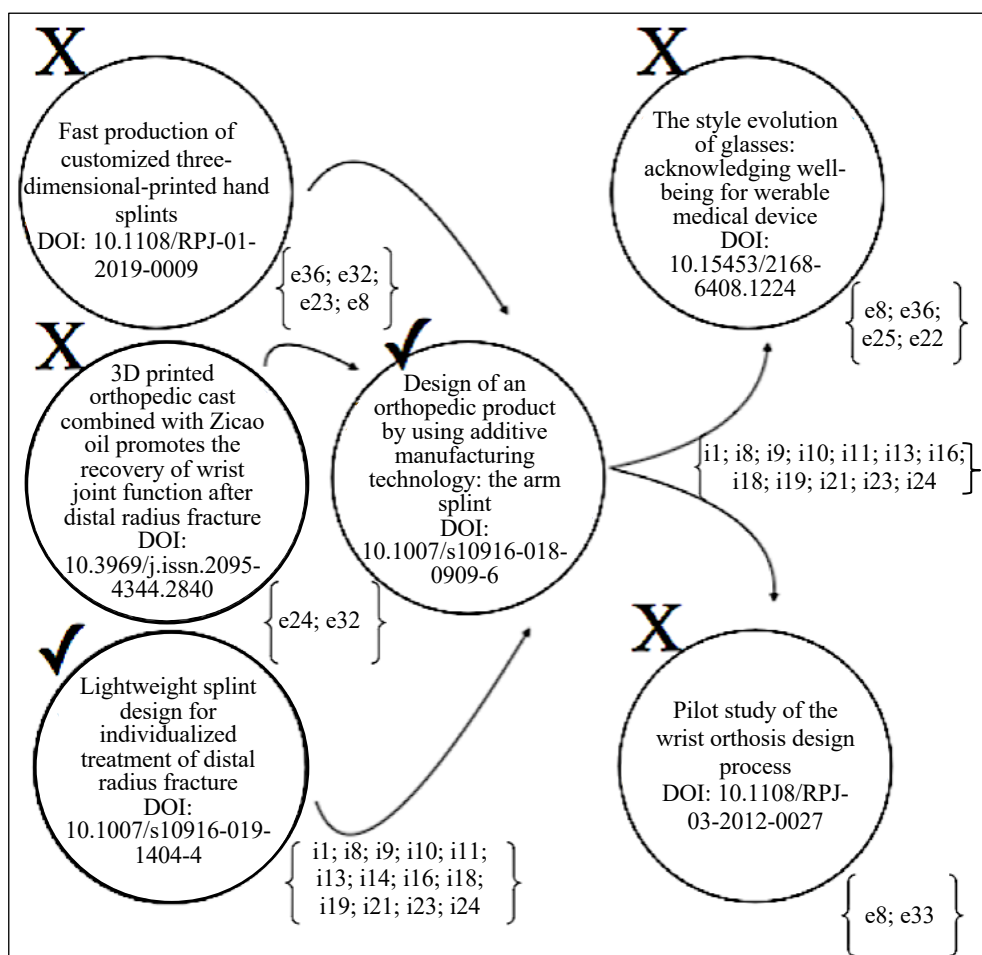 X
Fast production of
customized three-
dimensional-printed hand
splints
DOI: 10.1108/RPJ-01-
2019-0009
e36; e32;
e23; e8
X
3D printed
orthopedic cast
combined with Zicao
oil promotes the
recovery of wrist
joint function after
distal radius fracture
DOI:
10.3969/j.issn.2095-
4344.2840
e24; e32
Lightweight splint
design for
individualized
treatment of distal
radius fracture
DOI:
10.1007/s10916-019-
1404-4
i1; i8; i9; i10; i11;
i13; i14; i16; i18;
i19; i21; i23; i24
Design of an
orthopedic product
by using additive
manufacturing
technology: the arm
splint
DOI:
10.1007/s10916-018-
0909-6
i1; i8; i9; i10; i11; i13; i16;
i18; i19; i21; i23; i24
X
The style evolution
of glasses:
acknowledging well-
being for werable
medical device
DOI:
10.15453/2168-
6408.1224
e8; e36;
e25; e22
X
Pilot study of the
wrist orthosis design
process
DOI: 10.1108/RPJ-
03-2012-0027
e8; e33